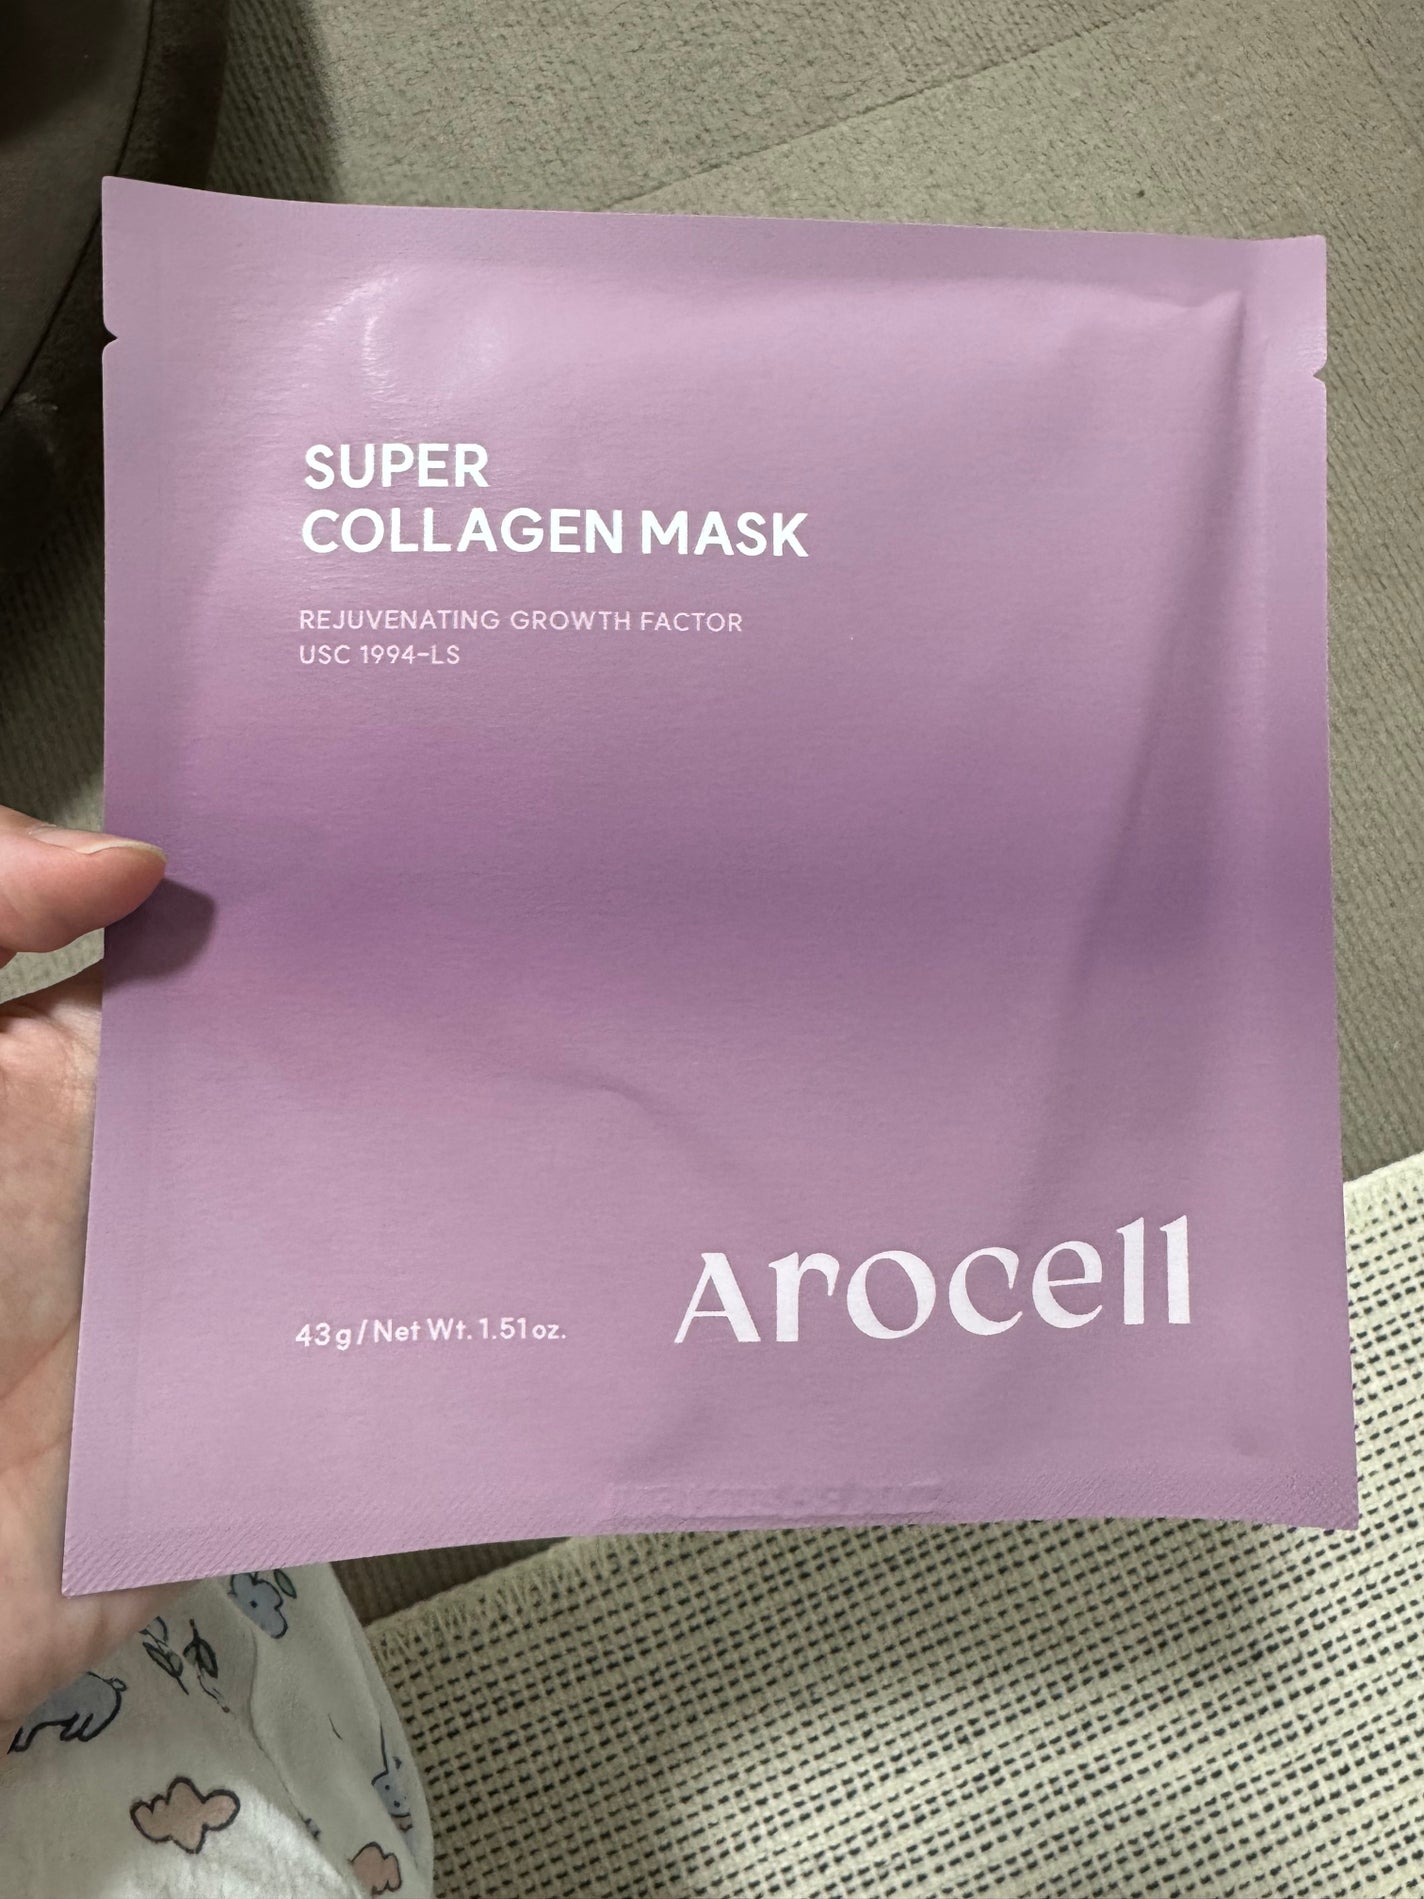 SUPER
COLLAGEN MASK
REJUVENATING GROWTH FACTOR
USC 1994-LS
43g/Net Wt. 1.51oz.
Arocell